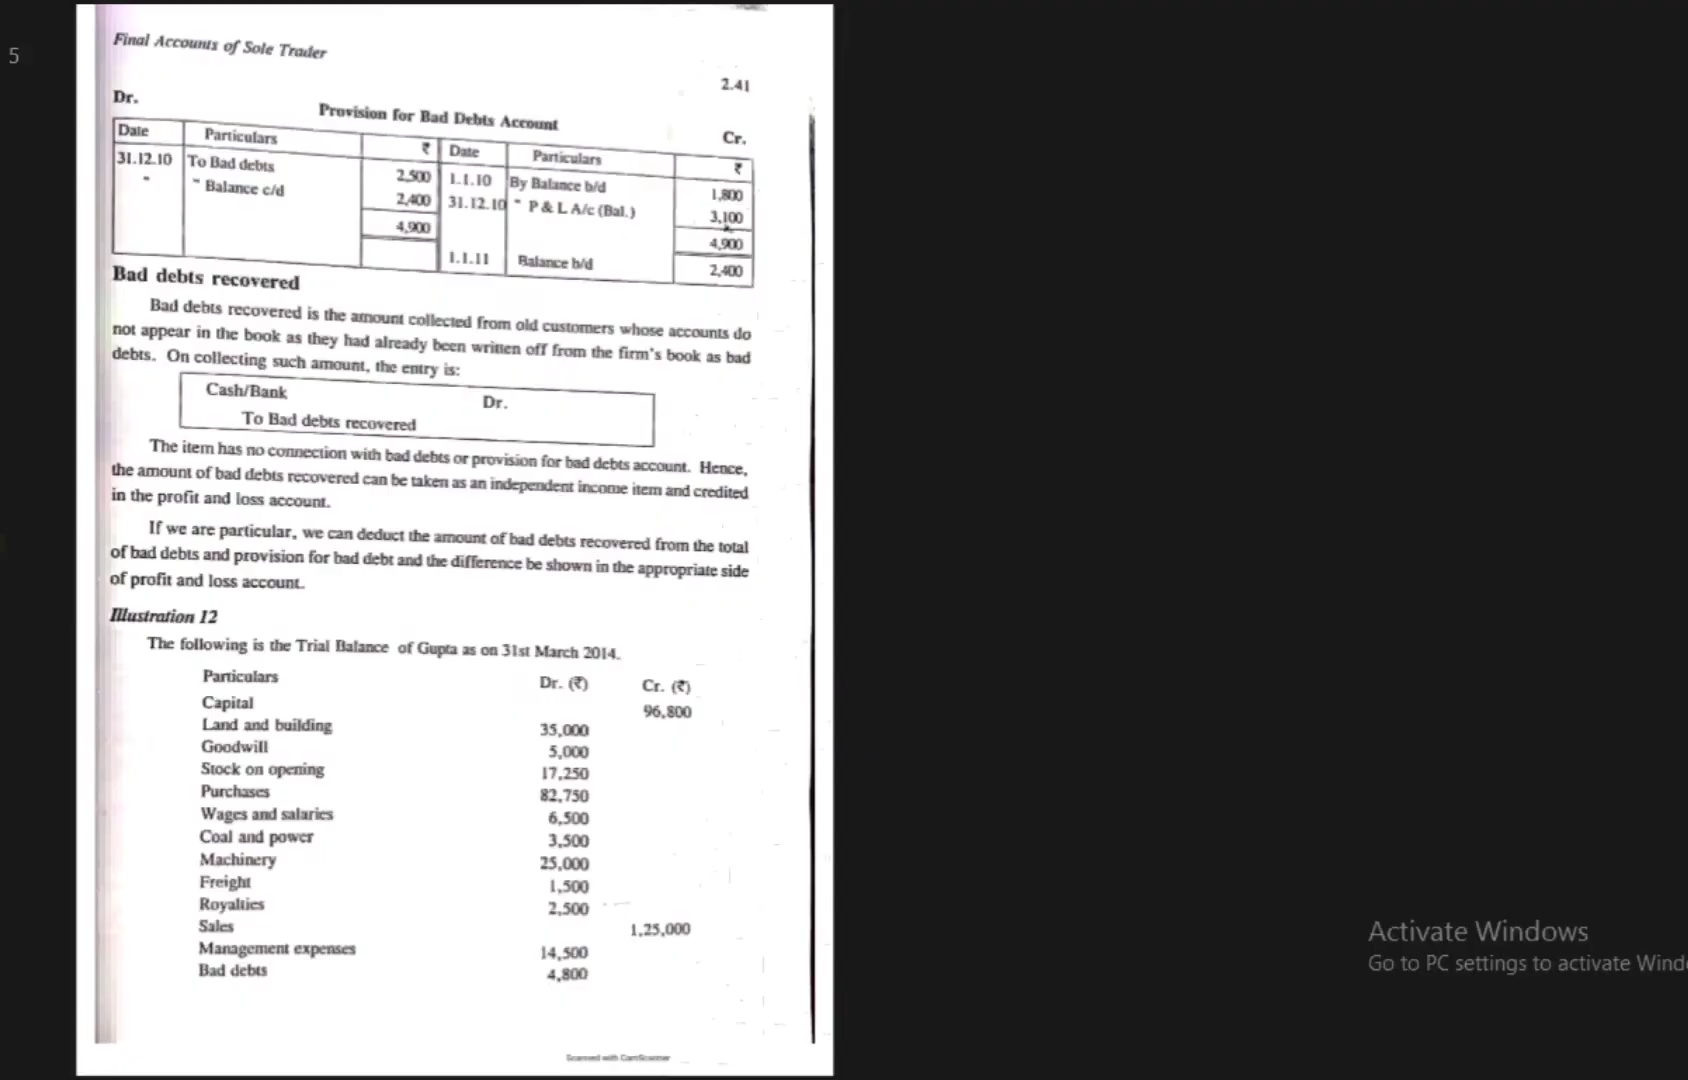 5
Final Accounts of Sole Trader
2.41
Dr. Provision for Bad Debts Account Cr.
Date Particulars ₹ Date Particulars ₹
31.12.10 To Bad debts 2,500 1.1.10 By Balance b/d 1,800
" " Balance c/d 2,400 31.12.10 " P & L A/c (Bal.) 3,100
4,900 4,900
1.1.11 Balance b/d 2,400
Bad debts recovered
Bad debts recovered is the amount collected from old customers whose accounts do
not appear in the book as they had already been written off from the firm's book as bad
debts. On collecting such amount, the entry is:
Cash/Bank Dr.
To Bad debts recovered
The item has no connection with bad debts or provision for bad debts account. Hence,
the amount of bad debts recovered can be taken as an independent income item and credited
in the profit and loss account.
If we are particular, we can deduct the amount of bad debts recovered from the total
of bad debts and provision for bad debt and the difference be shown in the appropriate side
of profit and loss account.
Illustration 12
The following is the Trial Balance of Gupta as on 31st March 2014.
Particulars Dr. (₹) Cr. (₹)
Capital 96,800
Land and building 35,000
Goodwill 5,000
Stock on opening 17,250
Purchases 82,750
Wages and salaries 6,500
Coal and power 3,500
Machinery 25,000
Freight 1,500
Royalties 2,500
Sales 1,25,000
Management expenses 14,500
Bad debts 4,800
Scanned with CamScanner
Activate Windows
Go to PC settings to activate Wind